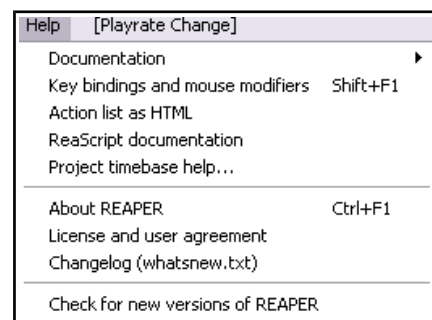 Help [Playrate Change]
Documentation
Key bindings and mouse modifiers Shift+F1
Action list as HTML
ReaScript documentation
Project timebase help...
About REAPER Ctrl+F1
License and user agreement
Changelog (whatsnew.txt)
Check for new versions of REAPER